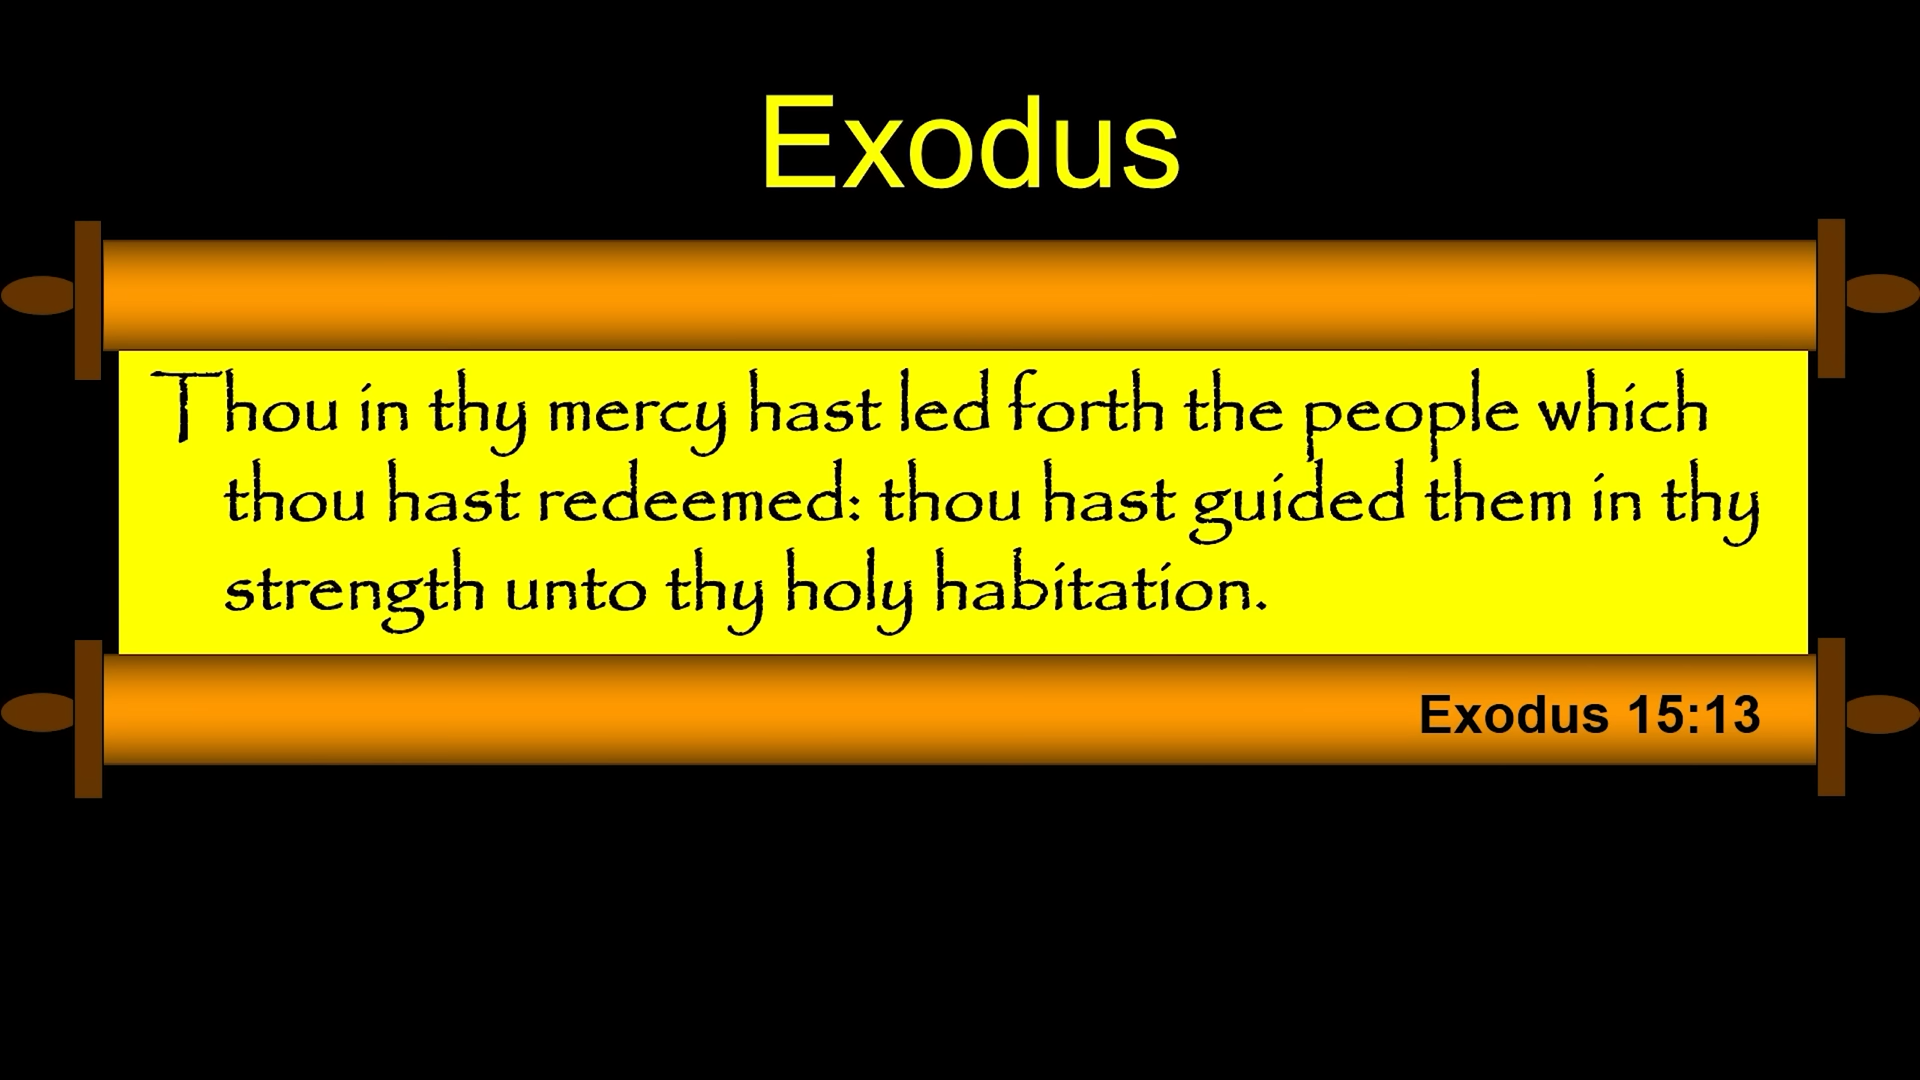 Exodus
Thou in thy mercy hast led forth the people which
thou hast redeemed: thou hast guided them in thy
strength unto thy holy habitation.
Exodus 15:13